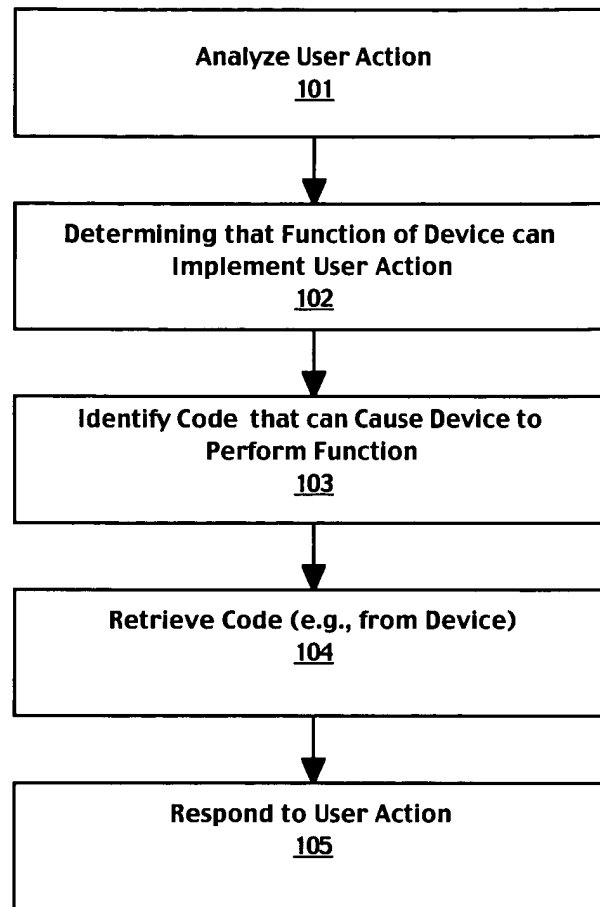 Analyze User Action
101
Determining that Function of Device can
Implement User Action
102
Identify Code that can Cause Device to
Perform Function
103
Retrieve Code (e.g., from Device)
104
Respond to User Action
105